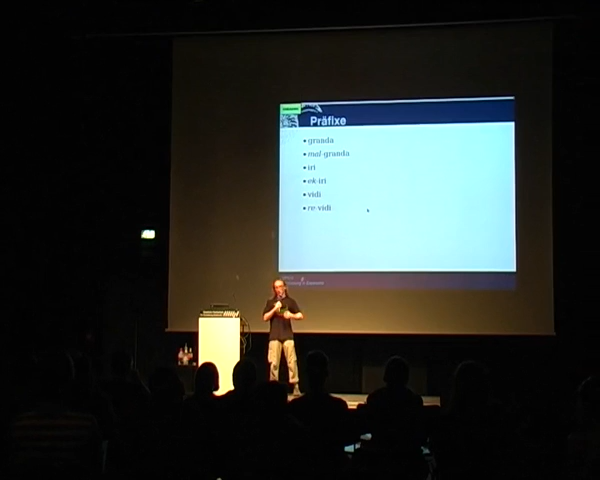 Präfixe
granda
mal-granda
iri
ek-iri
vidi
re-vidi